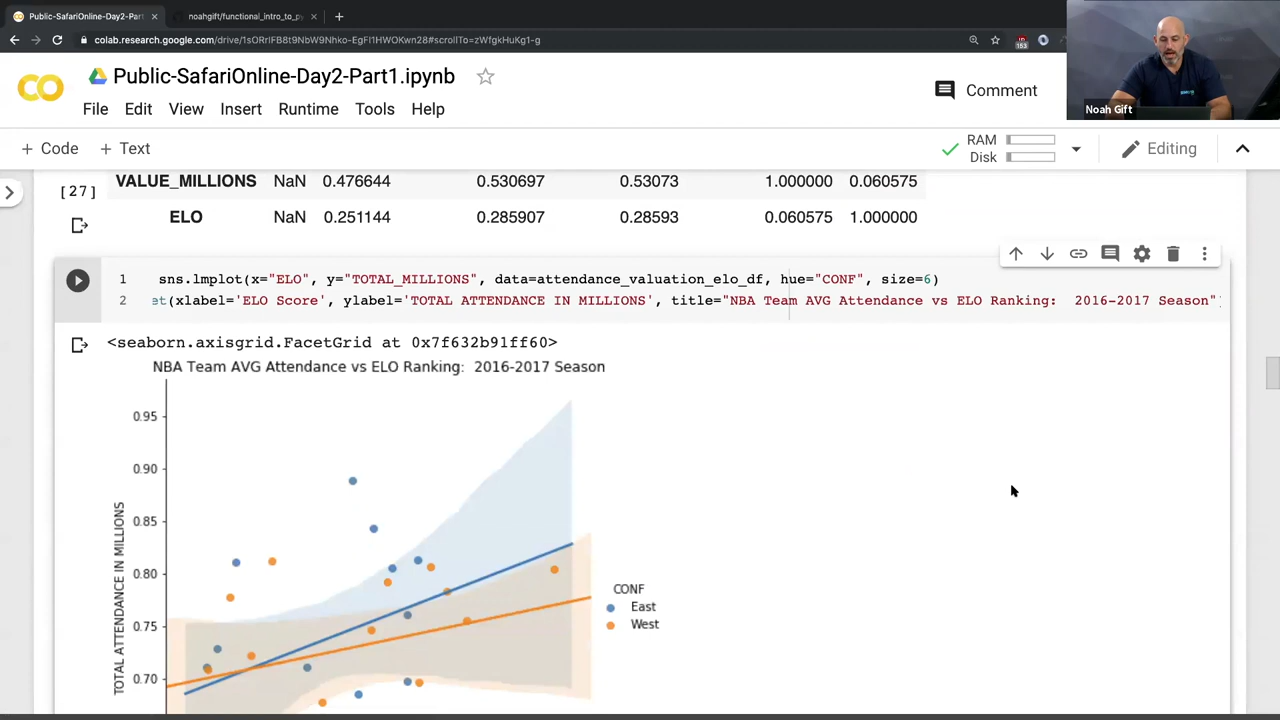 Public-SafariOnline-Day2-Part
noahgift/functional_intro_to_py
colab.research.google.com/drive/1sORrIFB8t9NbW9Nhko-EgFl1HWOKwn28#scrollTo=zWfgkHuKg1-g
153
Noah Gift
Public-SafariOnline-Day2-Part1.ipynb
Comment
File Edit View Insert Runtime Tools Help
+ Code + Text
RAM
Disk
Editing
[27]
VALUE_MILLIONS NaN 0.476644 0.530697 0.53073 1.000000 0.060575
ELO NaN 0.251144 0.285907 0.28593 0.060575 1.000000
1 sns.lmplot(x="ELO", y="TOTAL_MILLIONS", data=attendance_valuation_elo_df, hue="CONF", size=6)
2 et(xlabel='ELO Score', ylabel='TOTAL ATTENDANCE IN MILLIONS', title="NBA Team AVG Attendance vs ELO Ranking: 2016-2017 Season"
<seaborn.axisgrid.FacetGrid at 0x7f632b91ff60>
NBA Team AVG Attendance vs ELO Ranking: 2016-2017 Season
TOTAL ATTENDANCE IN MILLIONS
0.95
0.90
0.85
0.80
0.75
0.70
CONF
East
West